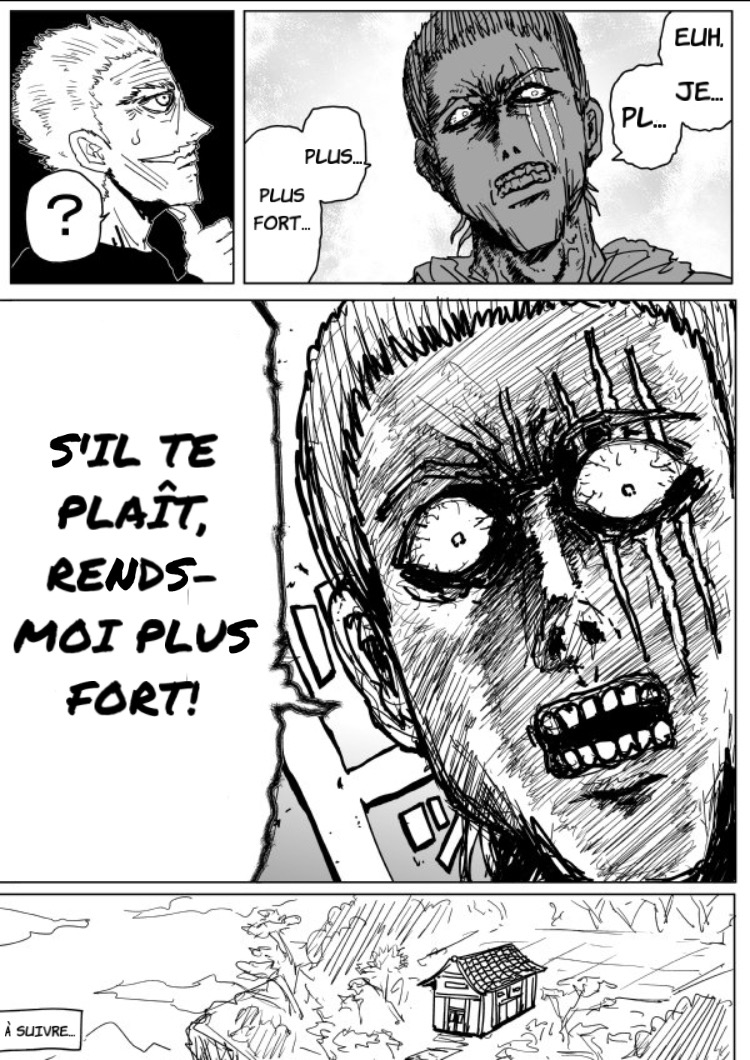 EUH.
JE...
PL...
PLUS...
PLUS
FORT...
?
S'IL TE
PLAÎT,
RENDS-
MOI PLUS
FORT!
À SUIVRE...